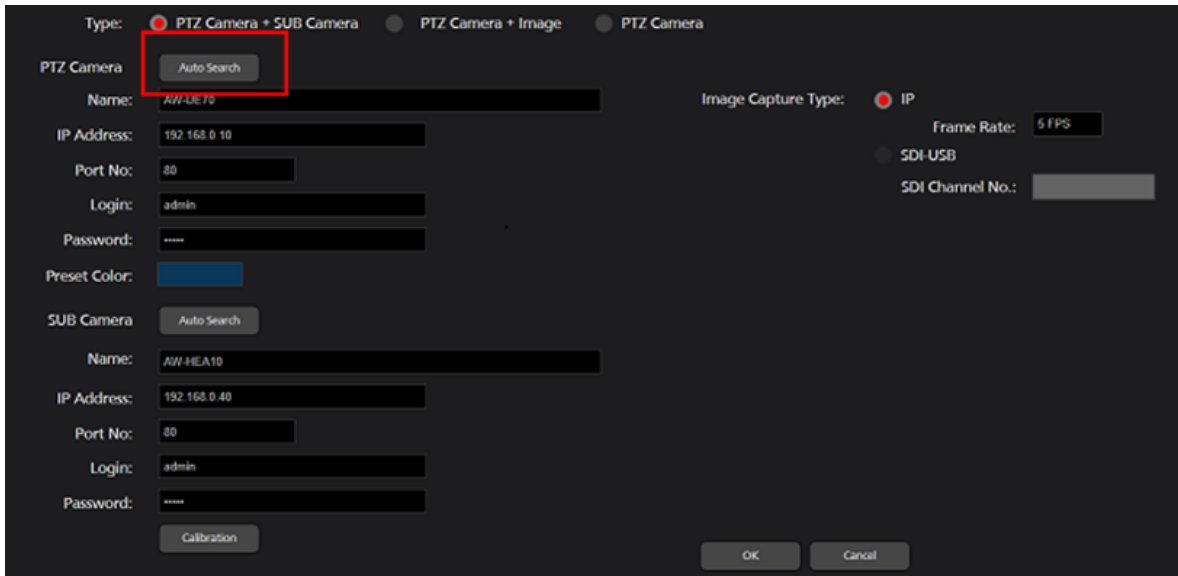 Type: PTZ Camera + SUB Camera PTZ Camera + Image PTZ Camera
PTZ Camera Auto Search
Name: AW-UE70
IP Address: 192.168.0.10
Port No: 80
Login: admin
Password: •••••
Preset Color:
SUB Camera Auto Search
Name: AW-HEA10
IP Address: 192.168.0.40
Port No: 80
Login: admin
Password: •••••
Calibration
Image Capture Type: IP
Frame Rate: 5 FPS
SDI-USB
SDI Channel No.:
OK Cancel